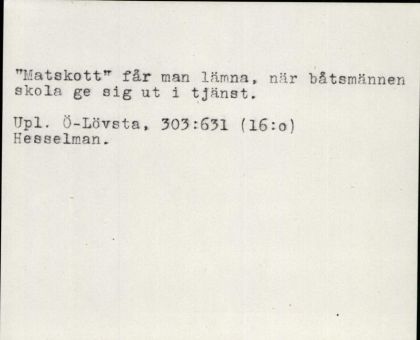 "Matskott" får man lämna, när båtsmännen
skola ge sig ut i tjänst.
Upl. Ö-Lövsta, 303:631 (16:o)
Hesselman.